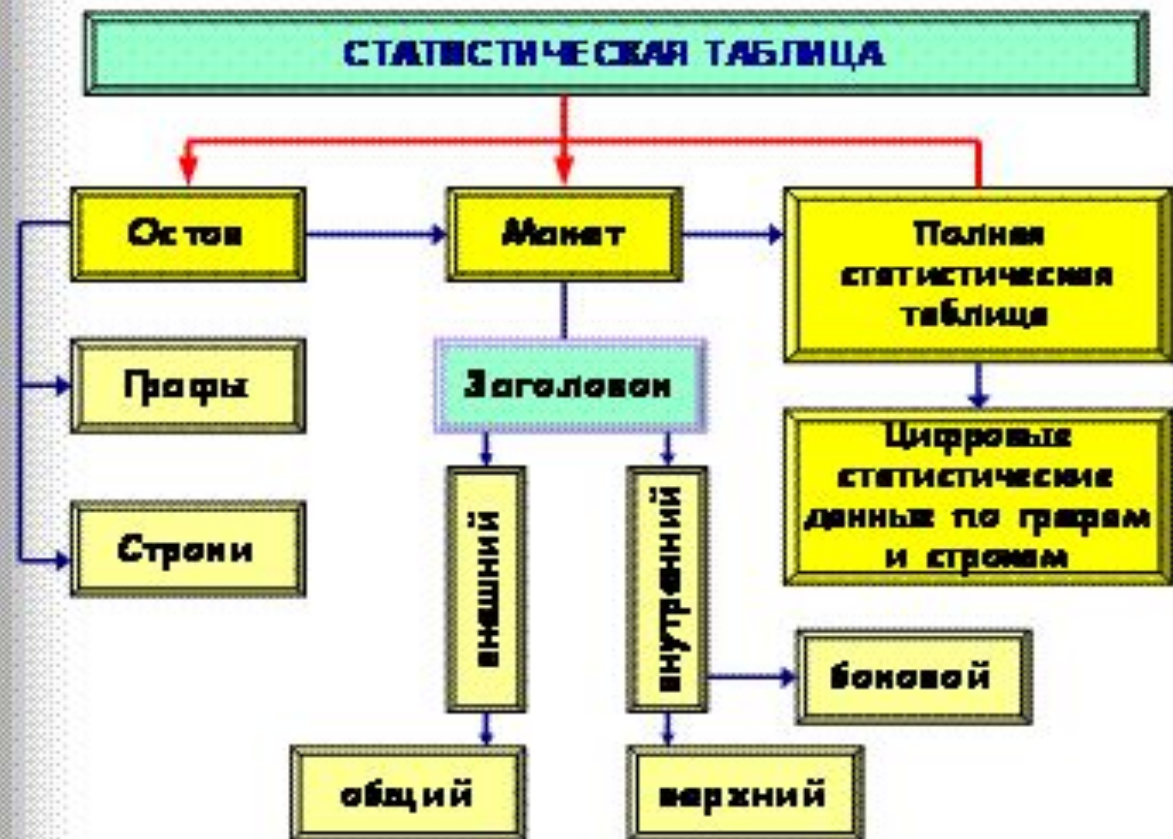 СТАТИСТИЧЕСКАЯ ТАБЛИЦА
Остов
Макет
Полная
статистическая
таблица
Графы
Заголовок
Цифровые
статистические
данные по графам
и строкам
Строки
внешний
внутренний
боковой
общий
верхний